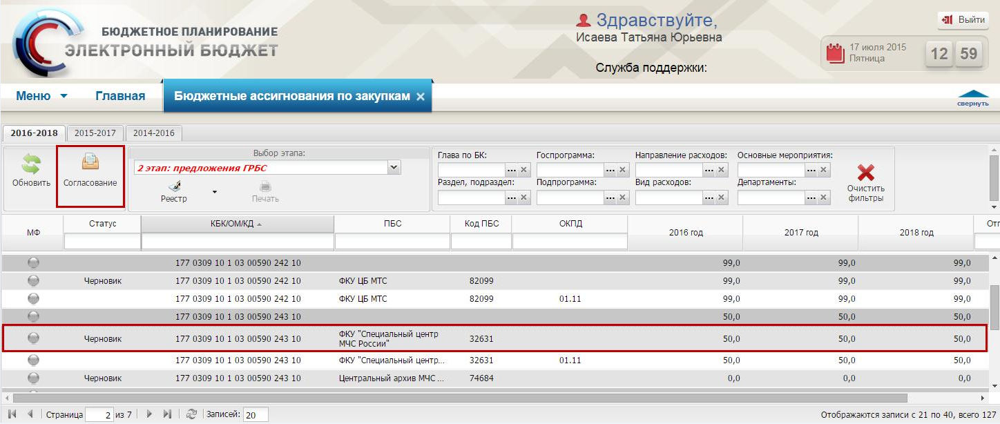 БЮДЖЕТНОЕ ПЛАНИРОВАНИЕ
ЭЛЕКТРОННЫЙ БЮДЖЕТ
Здравствуйте,
Исаева Татьяна Юрьевна
Служба поддержки:
Выйти
17 июля 2015
Пятница
12 59
Меню Главная Бюджетные ассигнования по закупкам
свернуть
2016-2018 2015-2017 2014-2016
Обновить
Согласование
Выбор этапа:
2 этап: предложения ГРБС
Реестр Печать
Глава по БК: Госпрограмма: Направление расходов: Основные мероприятия:
Раздел, подраздел: Подпрограмма: Вид расходов: Департаменты:
Очистить
фильтры
МФ Статус КБК/ОМ/КД ПБС Код ПБС ОКПД 2016 год 2017 год 2018 год
177 0309 10 1 03 00590 242 10 99,0 99,0 99,0
Черновик 177 0309 10 1 03 00590 242 10 ФКУ ЦБ МТС 82099 99,0 99,0 99,0
177 0309 10 1 03 00590 242 10 ФКУ ЦБ МТС 82099 01.11 99,0 99,0 99,0
177 0309 10 1 03 00590 243 10 50,0 50,0 50,0
Черновик 177 0309 10 1 03 00590 243 10 ФКУ "Специальный центр МЧС России" 32631 50,0 50,0 50,0
177 0309 10 1 03 00590 243 10 ФКУ "Специальный центр... 32631 01.11 50,0 50,0 50,0
Черновик 177 0309 10 1 03 00590 243 10 Центральный архив МЧС ... 74684 0,0 0,0 0,0
Страница 2 из 7 Записей: 20 Отображаются записи с 21 по 40, всего 127